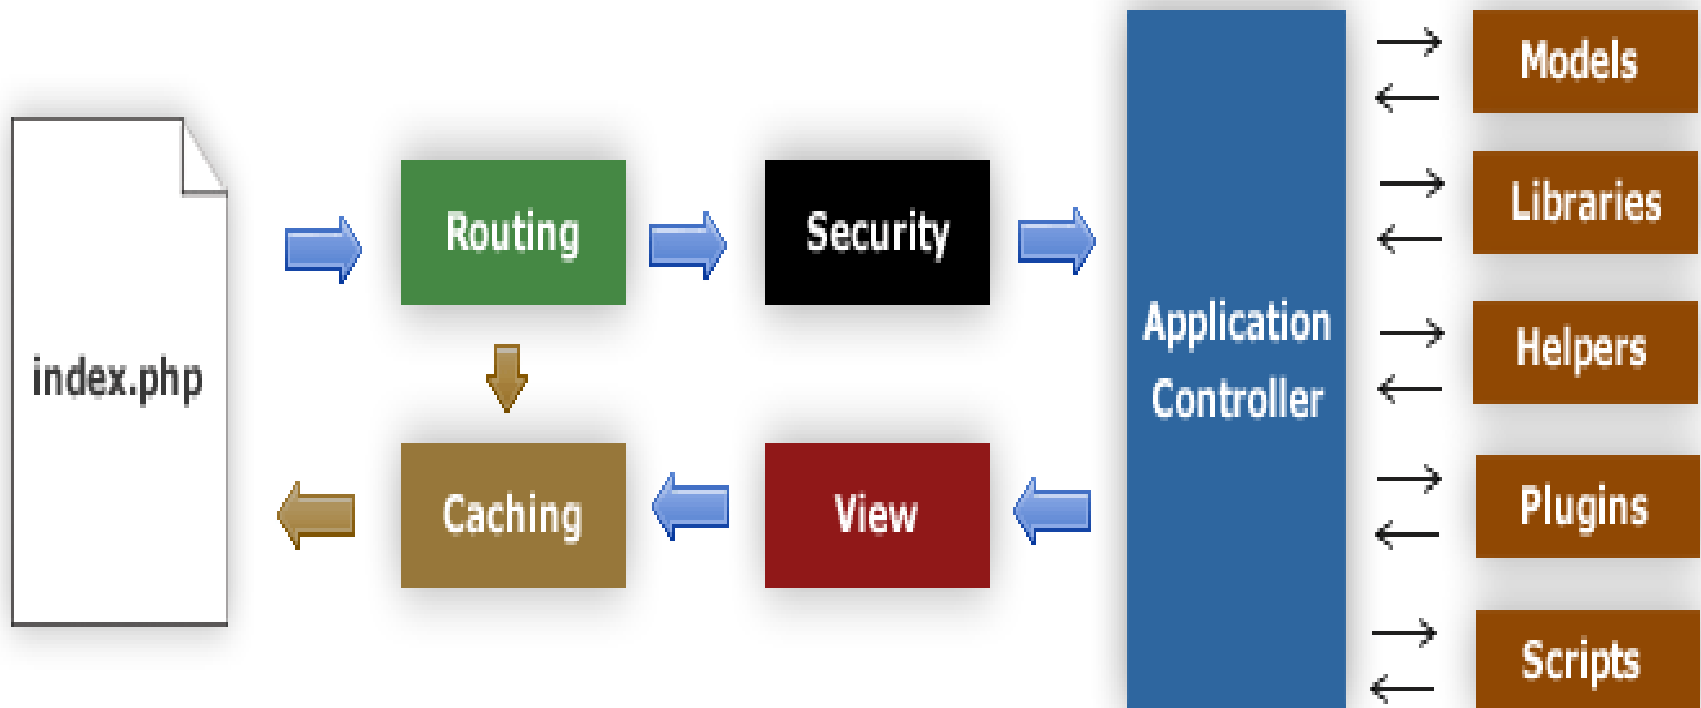 index.php
Routing
Security
Caching
View
Application
Controller
Models
Libraries
Helpers
Plugins
Scripts